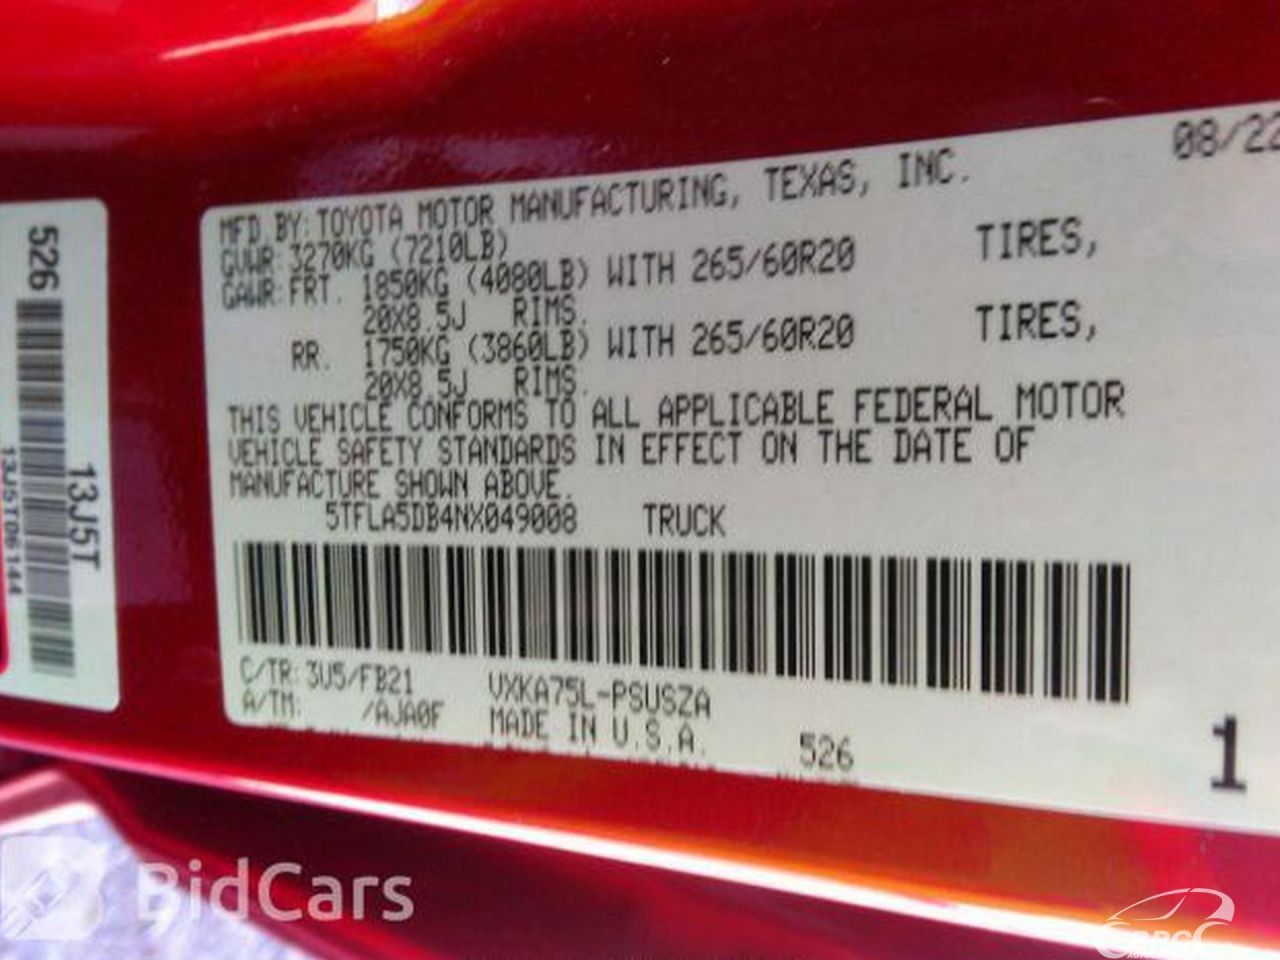 08/22
MFD BY: TOYOTA MOTOR MANUFACTURING, TEXAS, INC.
GVWR: 3270KG (7210LB)
GAWR: FRT. 1850KG (4080LB) WITH 265/60R20 TIRES,
20X8.5J RIMS.
RR. 1750KG (3860LB) WITH 265/60R20 TIRES,
20X8.5J RIMS.
THIS VEHICLE CONFORMS TO ALL APPLICABLE FEDERAL MOTOR
VEHICLE SAFETY STANDARDS IN EFFECT ON THE DATE OF
MANUFACTURE SHOWN ABOVE.
5TFLA5DB4NX049008 TRUCK
C/TR: 3U5/FB21 VXKA75L-PSUSZA
A/TM: /AJA0F MADE IN U.S.A. 526
1
526
13J5T
13J5T06144
BidCars